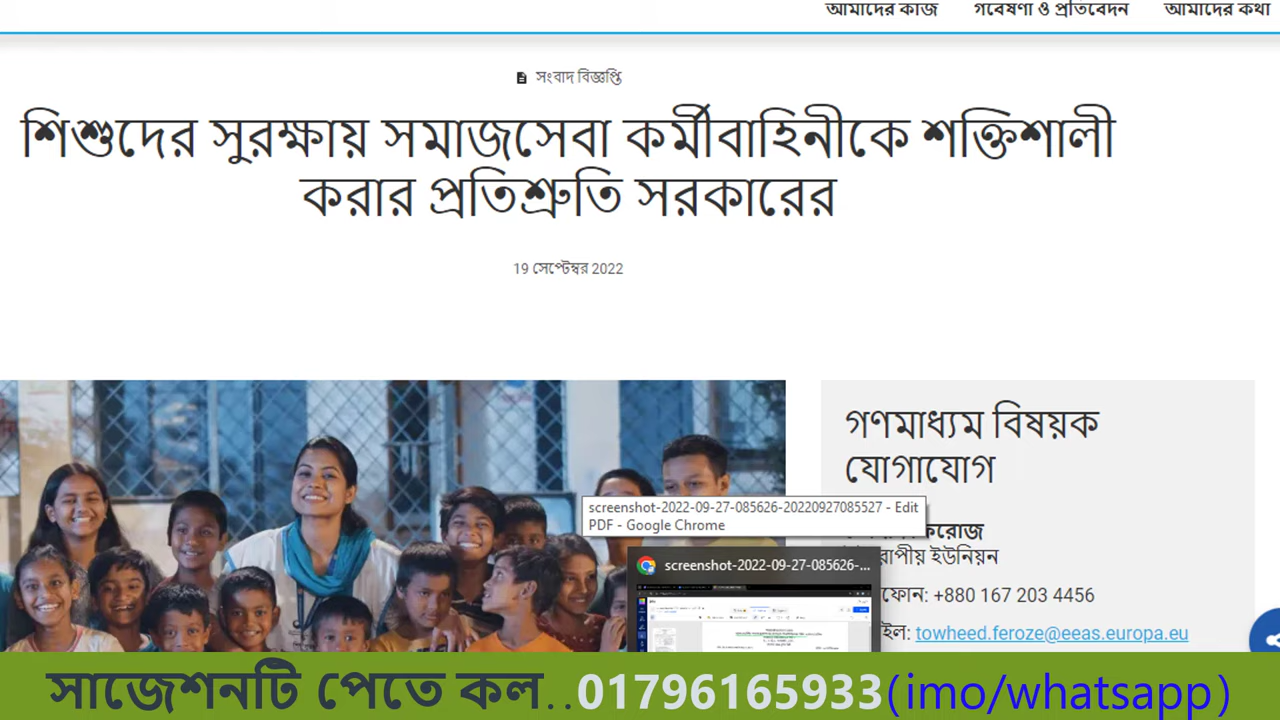 আমাদের কাজ গবেষণা ও প্রতিবেদন আমাদের কথা
সংবাদ বিজ্ঞপ্তি
শিশুদের সুরক্ষায় সমাজসেবা কর্মীবাহিনীকে শক্তিশালী
করার প্রতিশ্রুতি সরকারের
19 সেপ্টেম্বর 2022
গণমাধ্যম বিষয়ক
যোগাযোগ
screenshot-2022-09-27-085626-20220927085527 - Edit
PDF - Google Chrome
ইউনিয়ন
screenshot-2022-09-27-085626-...
ফোন: +880 167 203 4456
towheed.feroze@eeas.europa.eu
সাজেশনটি পেতে কল..01796165933(imo/whatsapp)